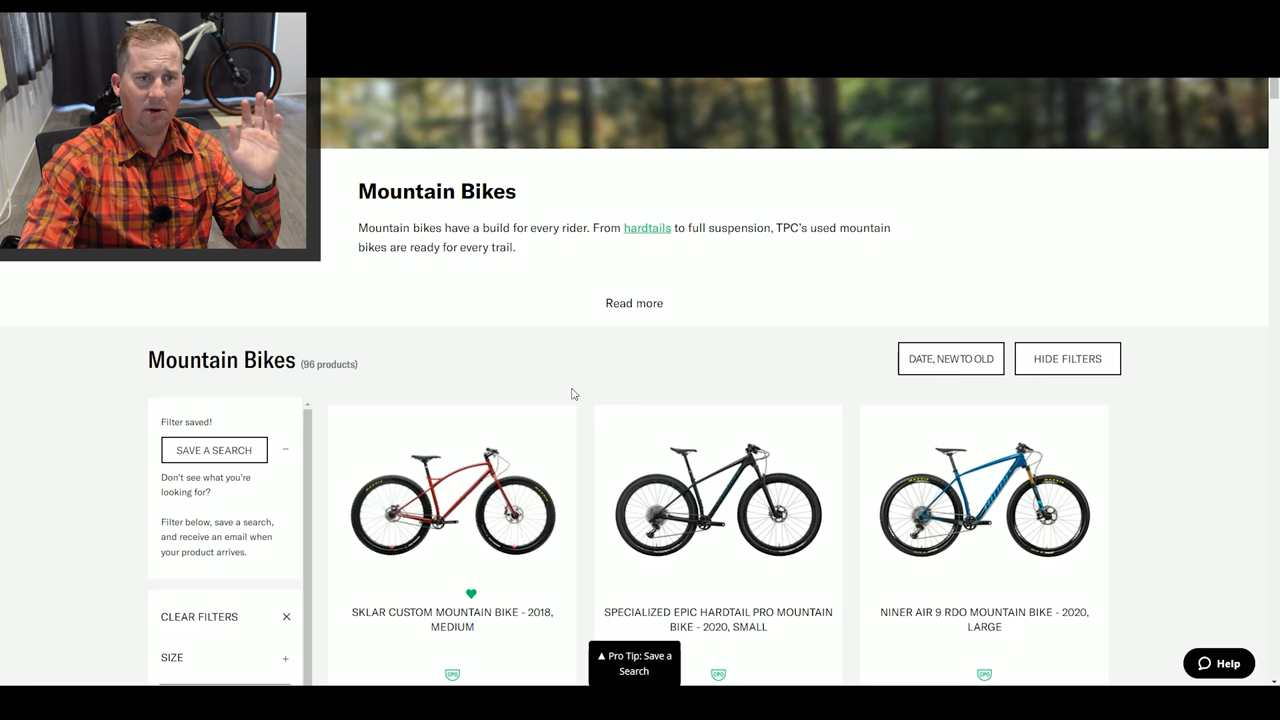 Mountain Bikes
Mountain bikes have a build for every rider. From hardtails to full suspension, TPC's used mountain
bikes are ready for every trail.
Read more
Mountain Bikes (96 products)
DATE, NEW TO OLD
HIDE FILTERS
Filter saved!
SAVE A SEARCH
Don't see what you're
looking for?
Filter below, save a search,
and receive an email when
your product arrives.
CLEAR FILTERS
SIZE
SKLAR CUSTOM MOUNTAIN BIKE - 2018,
MEDIUM
SPECIALIZED EPIC HARDTAIL PRO MOUNTAIN
BIKE - 2020, SMALL
NINER AIR 9 RDO MOUNTAIN BIKE - 2020,
LARGE
CPO
CPO
CPO
▲ Pro Tip: Save a
Search
Help